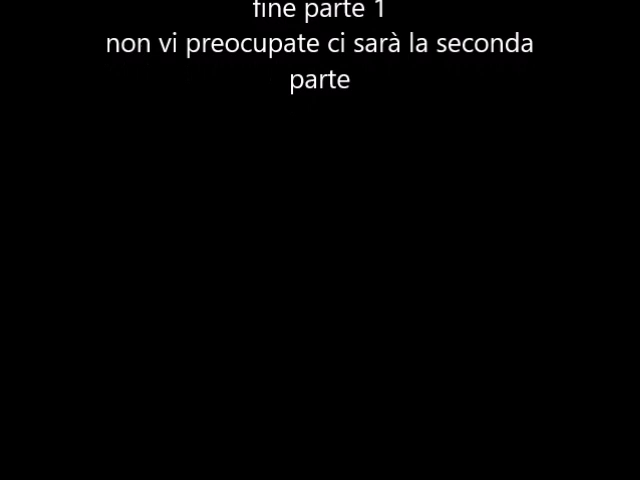 fine parte 1
non vi preocupate ci sarà la seconda
parte